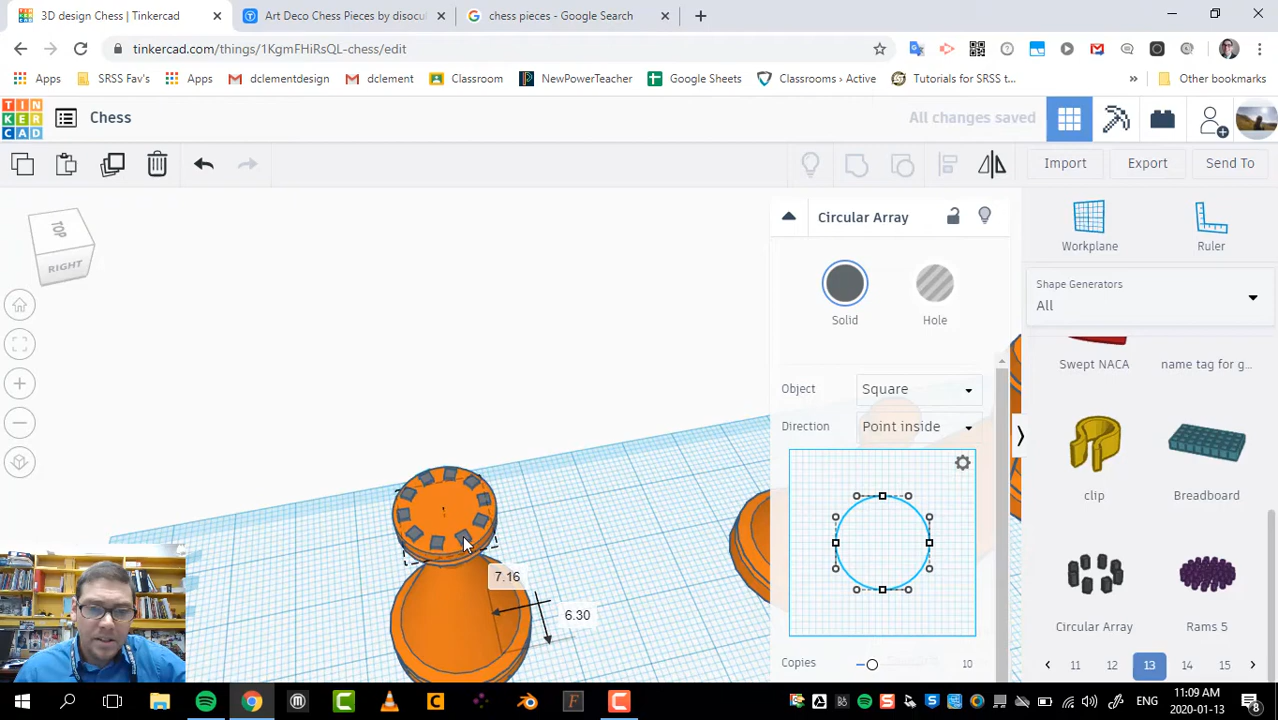 3D design Chess | Tinkercad
Art Deco Chess Pieces by disocul
chess pieces - Google Search
tinkercad.com/things/1KgmFHiRsQL-chess/edit
Apps
SRSS Fav's
Apps
dclementdesign
dclement
Classroom
NewPowerTeacher
Google Sheets
Classrooms › Active
Tutorials for SRSS t...
»
Other bookmarks
TIN
KER
CAD
Chess
All changes saved
Import
Export
Send To
TOP
RIGHT
Circular Array
Solid
Hole
Workplane
Ruler
Shape Generators
All
Object
Square
Direction
Point inside
Swept NACA
name tag for g...
clip
Breadboard
7.16
6.30
Circular Array
Rams 5
Copies
10
11
12
13
14
15
ENG
11:09 AM
2020-01-13
8